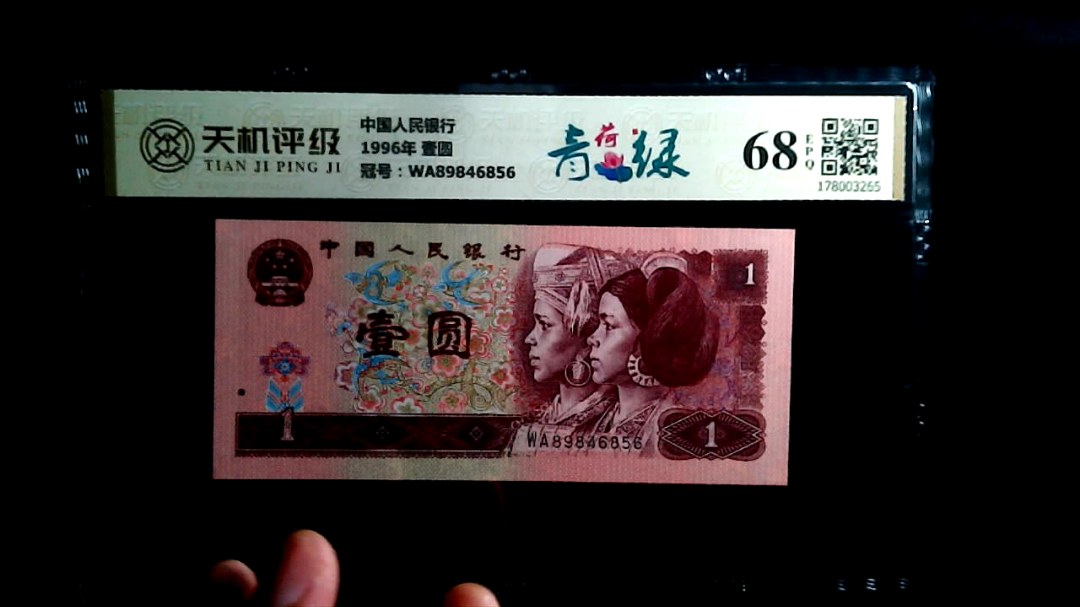 天机评级
TIAN JI PING JI
中国人民银行
1996年 壹圆
冠号：WA89846856
青荷绿
68
EPQ
178003265
中国人民银行
1
壹圆
1
WA89846856
1